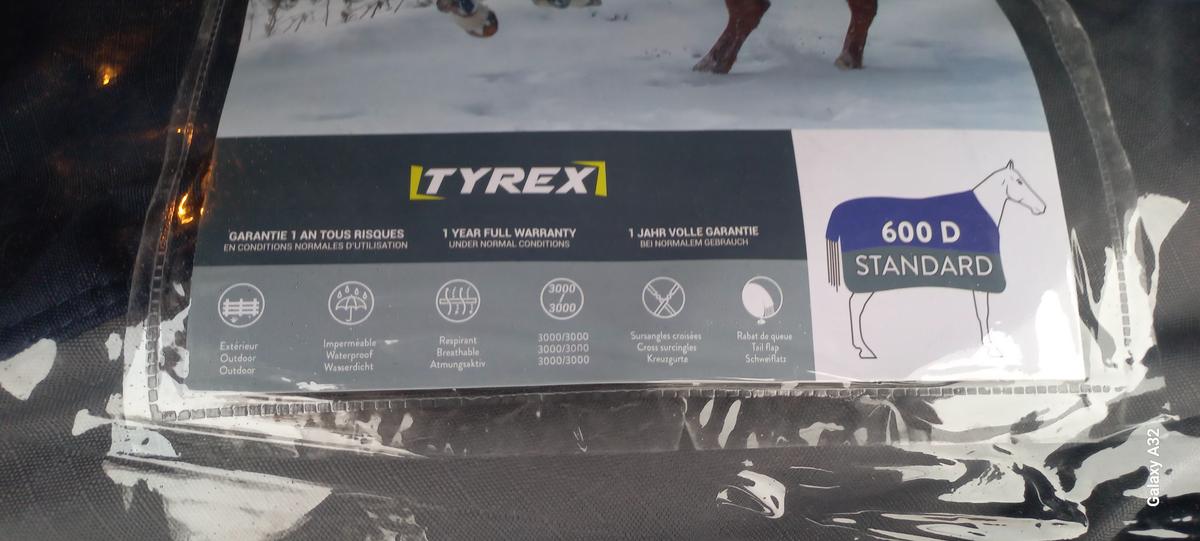 TYREX
GARANTIE 1 AN TOUS RISQUES
EN CONDITIONS NORMALES D'UTILISATION
1 YEAR FULL WARRANTY
UNDER NORMAL CONDITIONS
1 JAHR VOLLE GARANTIE
BEI NORMALEM GEBRAUCH
Extérieur
Outdoor
Outdoor
Imperméable
Waterproof
Wasserdicht
Respirant
Breathable
Atmungsaktiv
3000
3000
3000/3000
3000/3000
3000/3000
Sursangles croisées
Cross surcingles
Kreuzgurte
Rabat de queue
Tail flap
Schweiflatz
600 D
STANDARD
Galaxy A32